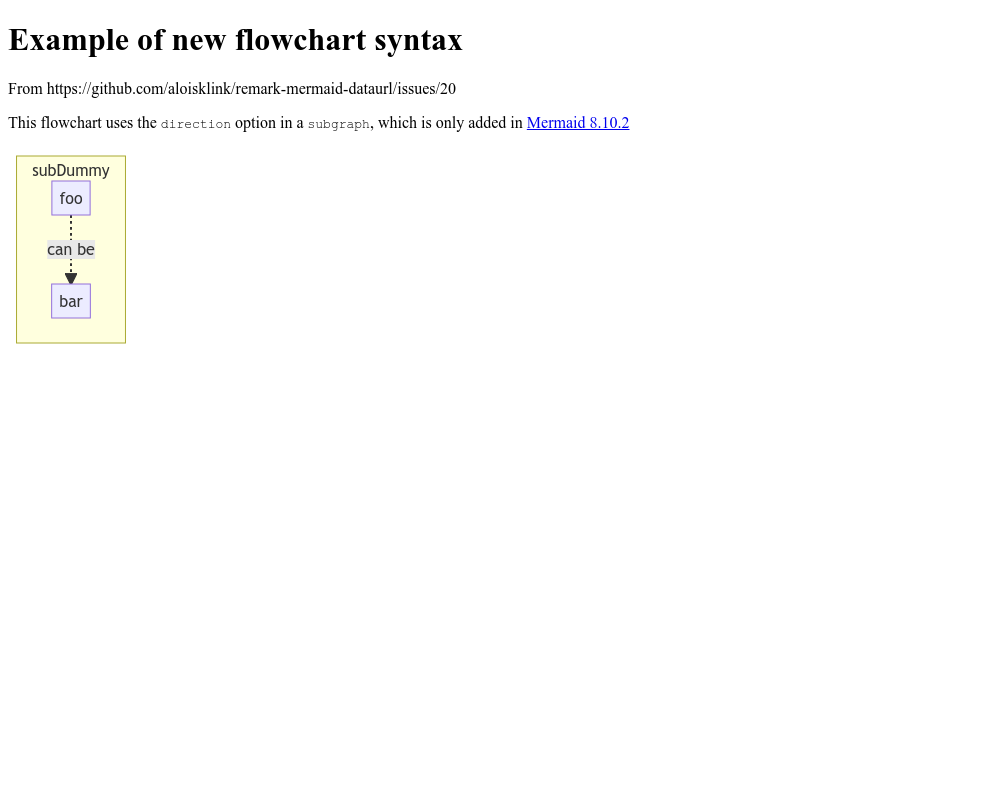 Example of new flowchart syntax
From https://github.com/aloisklink/remark-mermaid-dataurl/issues/20
This flowchart uses the direction option in a subgraph, which is only added in Mermaid 8.10.2
subDummy
foo
can be
bar